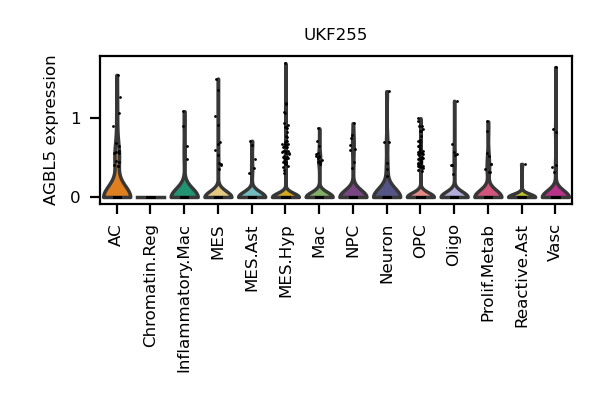 UKF255
AGBL5 expression
1
0
AC
Chromatin.Reg
Inflammatory.Mac
MES
MES.Ast
MES.Hyp
Mac
NPC
Neuron
OPC
Oligo
Prolif.Metab
Reactive.Ast
Vasc